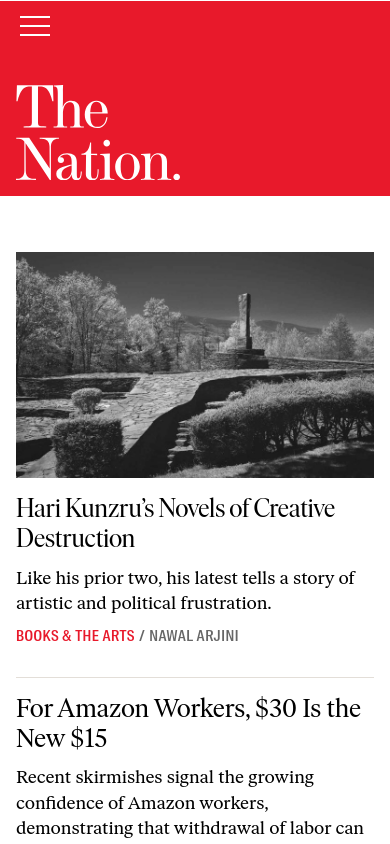 The
Nation.
Hari Kunzru’s Novels of Creative
Destruction
Like his prior two, his latest tells a story of
artistic and political frustration.
BOOKS & THE ARTS / NAWAL ARJINI
For Amazon Workers, $30 Is the
New $15
Recent skirmishes signal the growing
confidence of Amazon workers,
demonstrating that withdrawal of labor can